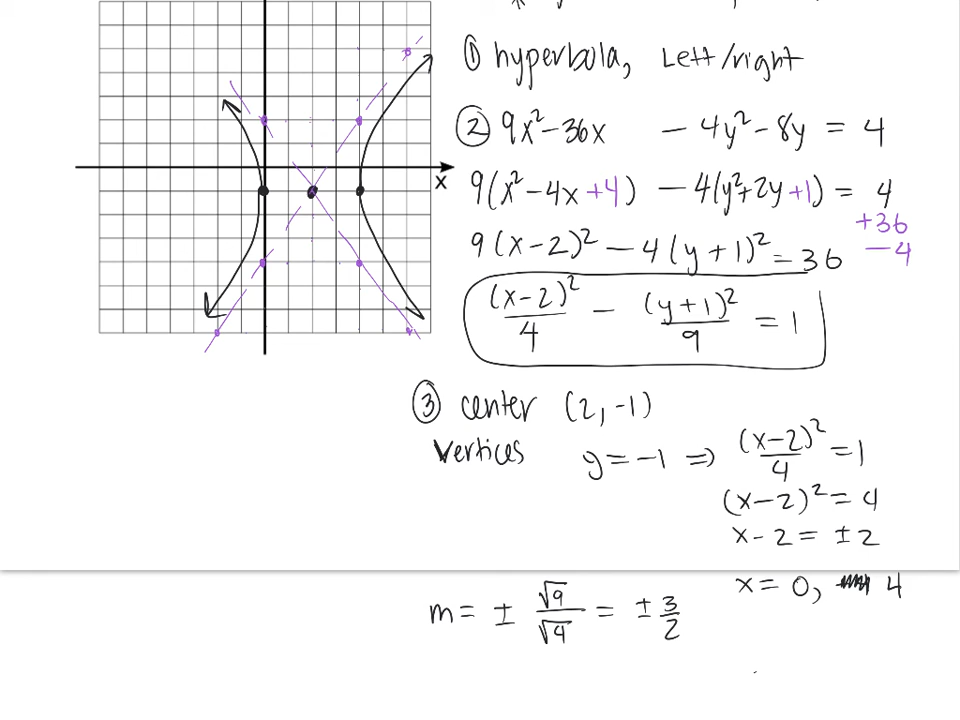 x
① hyperbola, Left/right
② 9x² - 36x - 4y² - 8y = 4
9(x² - 4x + 4) - 4(y² + 2y + 1) = 4
+36
-4
9(x-2)² - 4(y+1)² = 36
(x-2)²/4 - (y+1)²/9 = 1
③ center (2, -1)
vertices y = -1 ⇒ (x-2)²/4 = 1
(x-2)² = 4
x - 2 = ± 2
x = 0, 4
m = ± √9/√4 = ± 3/2